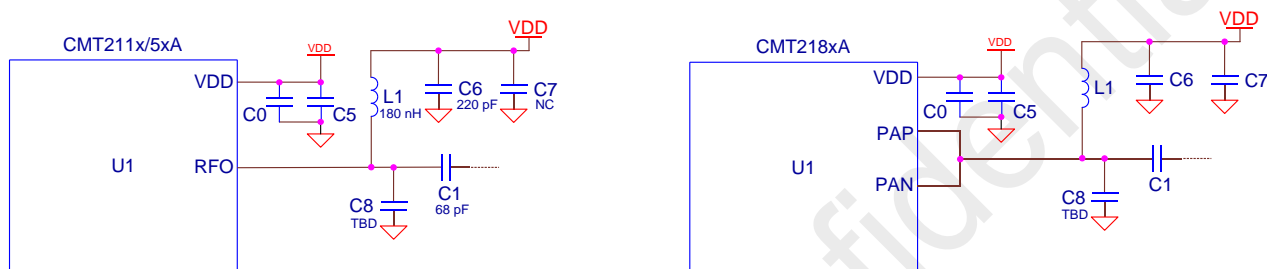 CMT211x/5xA
VDD
VDD
VDD
C0
C5
L1
180 nH
C6
220 pF
C7
NC
U1
RFO
C1
68 pF
C8
TBD
CMT218xA
VDD
VDD
VDD
C0
C5
L1
C6
C7
PAP
U1
PAN
C1
C8
TBD
fidential